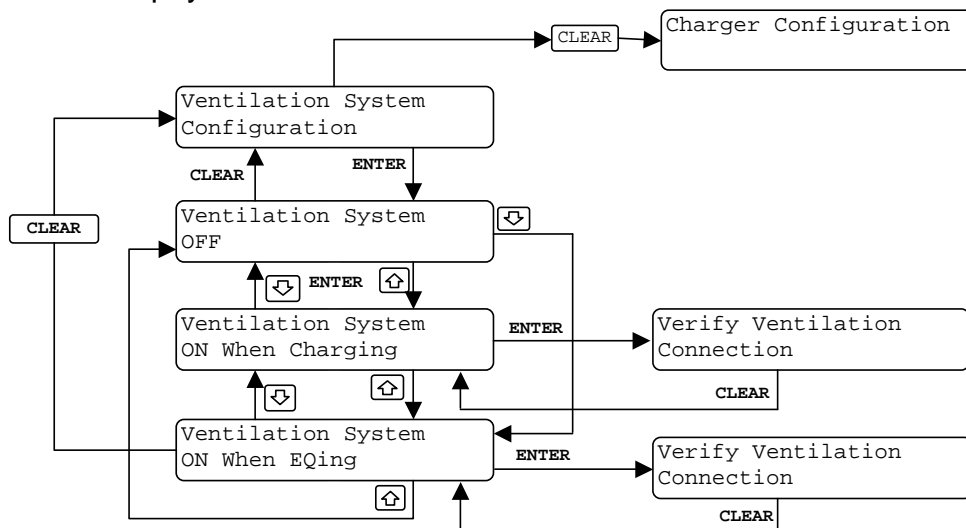 CLEAR
Charger Configuration
Ventilation System
Configuration
CLEAR
ENTER
CLEAR
Ventilation System
OFF
ENTER
Ventilation System
ON When Charging
ENTER
Verify Ventilation
Connection
CLEAR
Ventilation System
ON When EQing
ENTER
Verify Ventilation
Connection
CLEAR